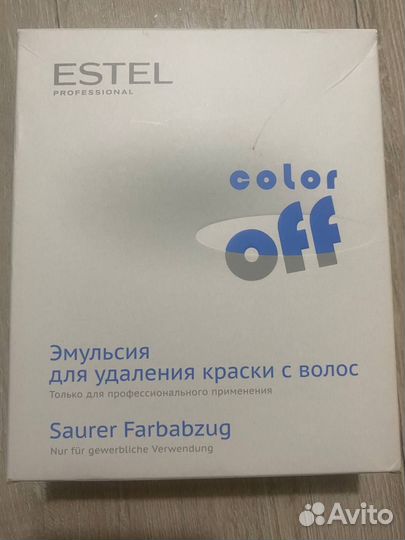 ESTEL
PROFESSIONAL
color
off
Эмульсия
для удаления краски с волос
Только для профессионального применения
Saurer Farbabzug
Nur für gewerbliche Verwendung
Avito